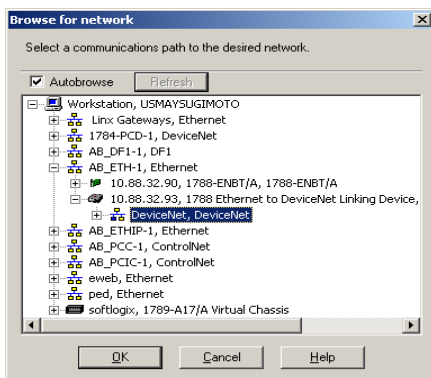 Browse for network
Select a communications path to the desired network.
Autobrowse
Refresh
Workstation, USMAYSUGIMOTO
Linx Gateways, Ethernet
1784-PCD-1, DeviceNet
AB_DF1-1, DF1
AB_ETH-1, Ethernet
10.88.32.90, 1788-ENBT/A, 1788-ENBT/A
10.88.32.93, 1788 Ethernet to DeviceNet Linking Device,
DeviceNet, DeviceNet
AB_ETHIP-1, Ethernet
AB_PCC-1, ControlNet
AB_PCIC-1, ControlNet
eweb, Ethernet
ped, Ethernet
softlogix, 1789-A17/A Virtual Chassis
OK
Cancel
Help